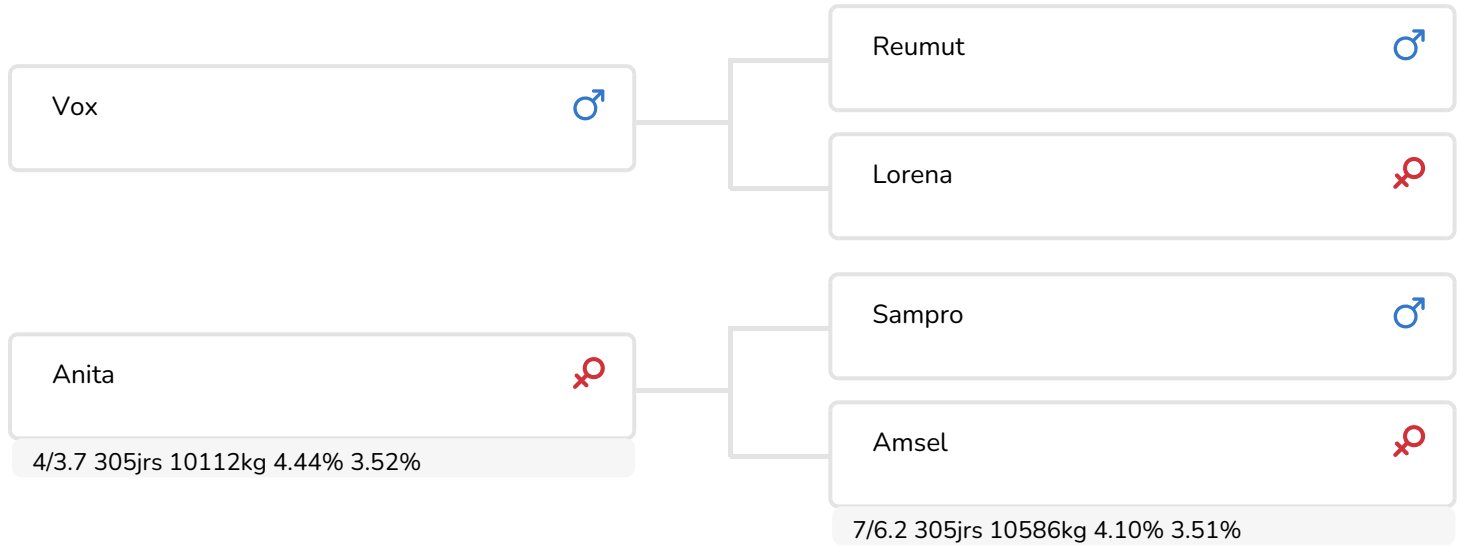 Reumut
Vox
Lorena
Sampro
Anita
4/3.7 305jrs 10112kg 4.44% 3.52%
Amsel
7/6.2 305jrs 10586kg 4.10% 3.51%